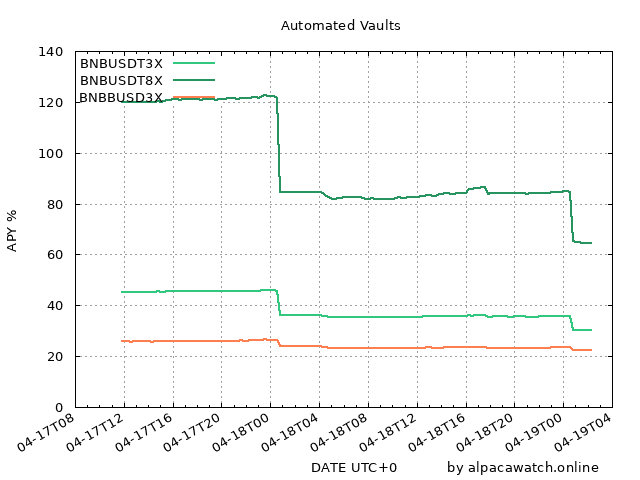 Automated Vaults
140
120
100
80
60
40
20
0
APY %
BNBUSDT3X
BNBUSDT8X
BNBBUSD3X
04-17T08
04-17T12
04-17T16
04-17T20
04-18T00
04-18T04
04-18T08
04-18T12
04-18T16
04-18T20
04-19T00
04-19T04
DATE UTC+0
by alpacawatch.online